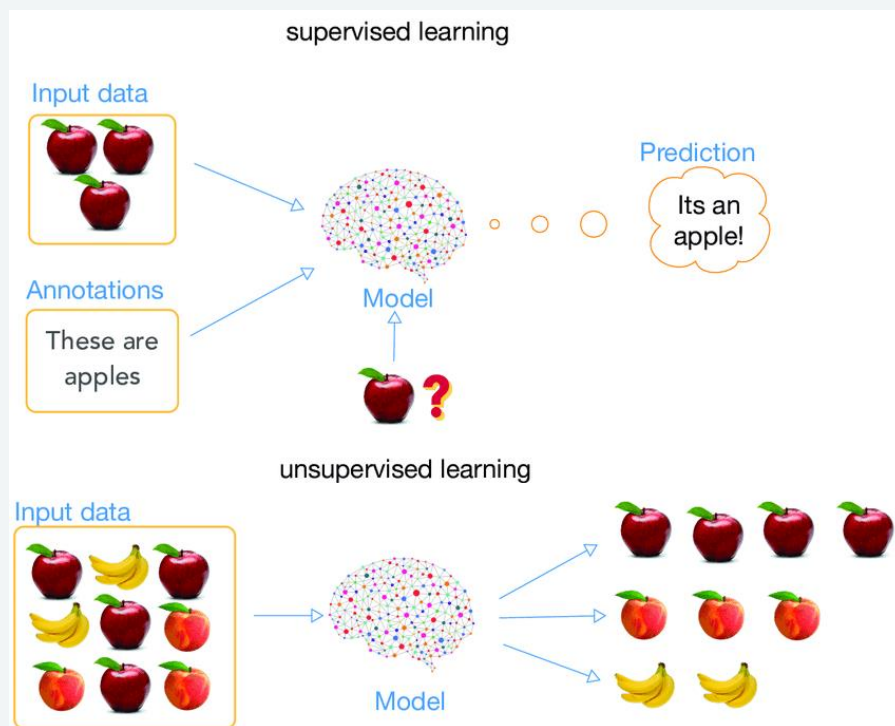 supervised learning
Input data
Prediction
Its an
apple!
Annotations
Model
These are
apples
?
unsupervised learning
Input data
Model